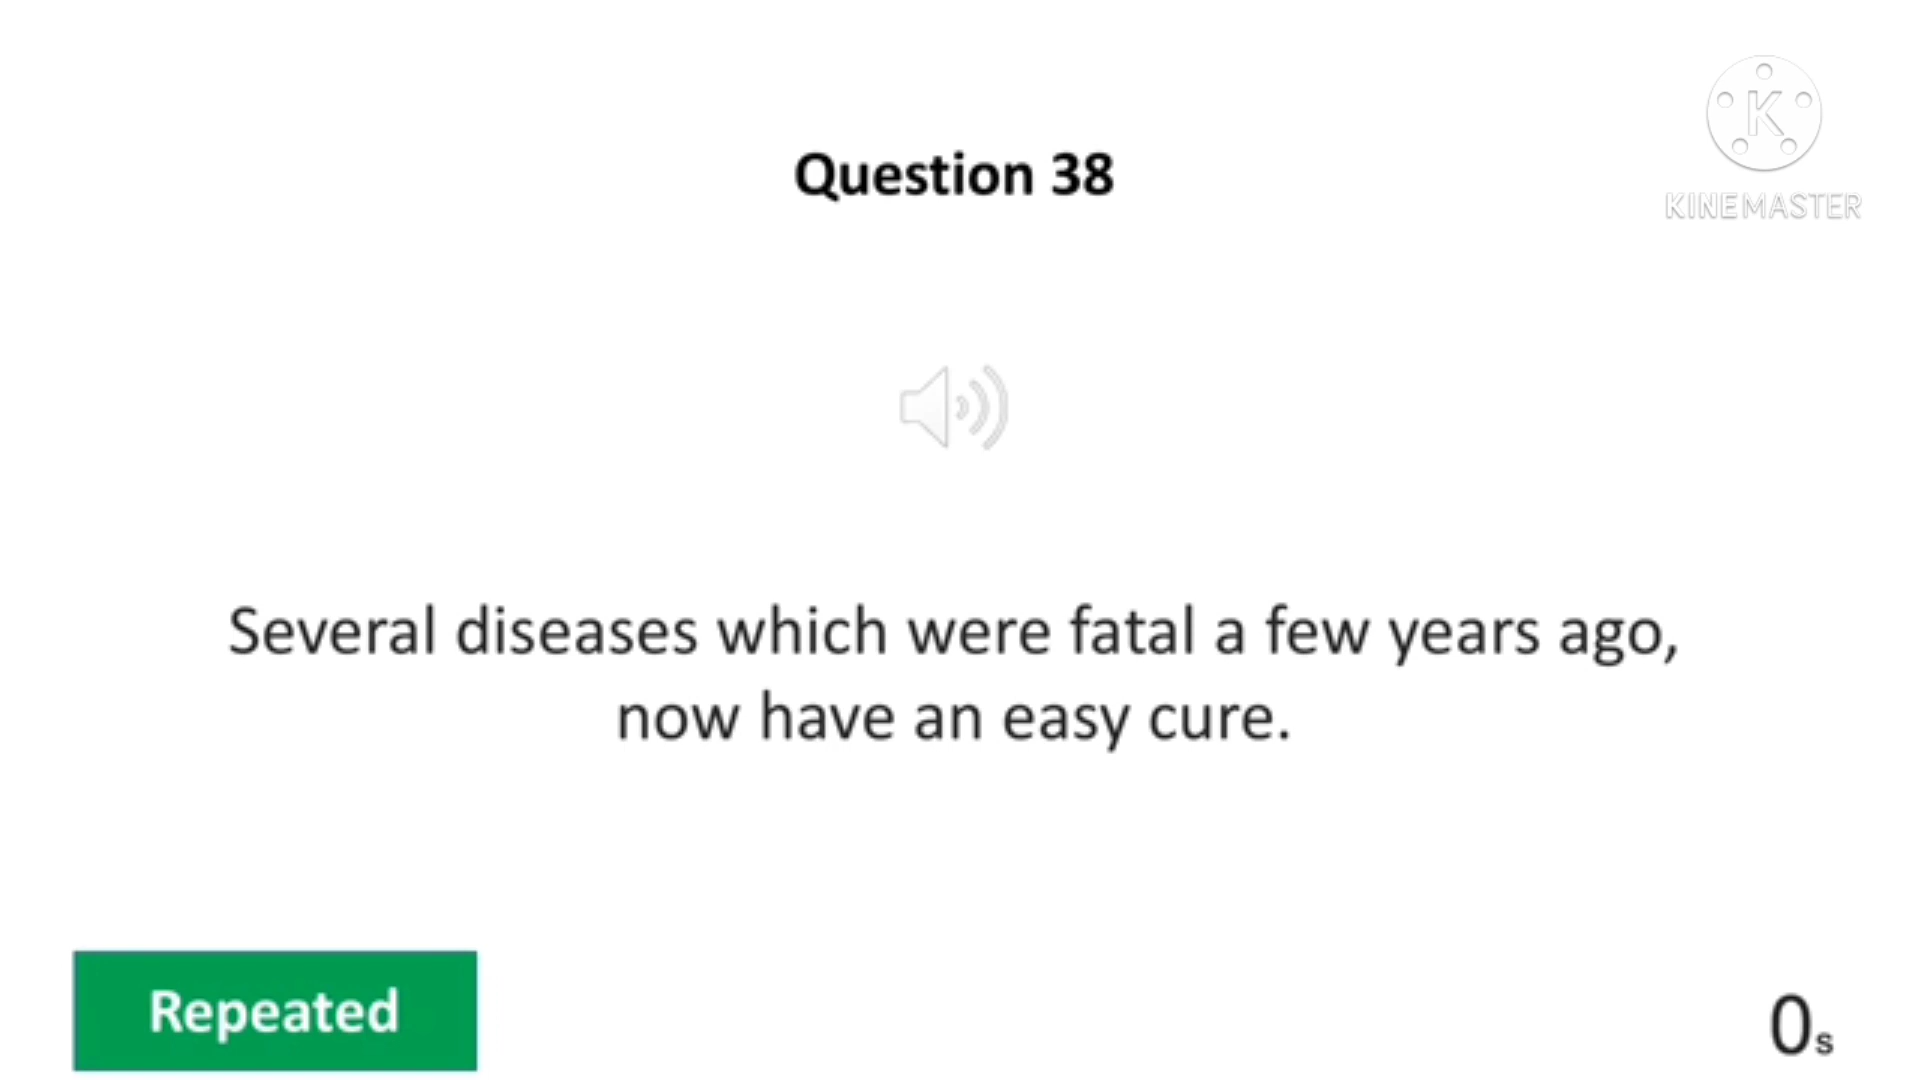 Question 38
K
KINEMASTER
Several diseases which were fatal a few years ago,
now have an easy cure.
Repeated
0s